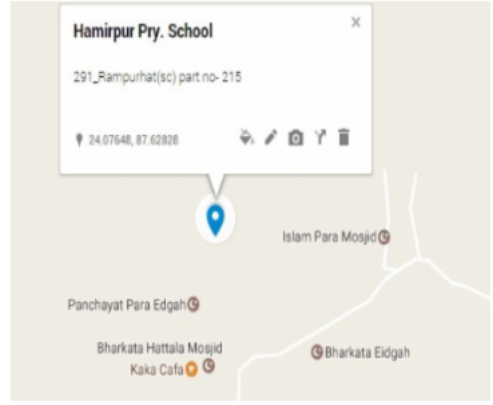 Hamirpur Pry. School
291_Rampurhat(sc) part no- 215
24.07648, 87.62828
Islam Para Mosjid
Panchayat Para Edgah
Bharkata Hattala Mosjid
Kaka Cafa
Bharkata Eidgah